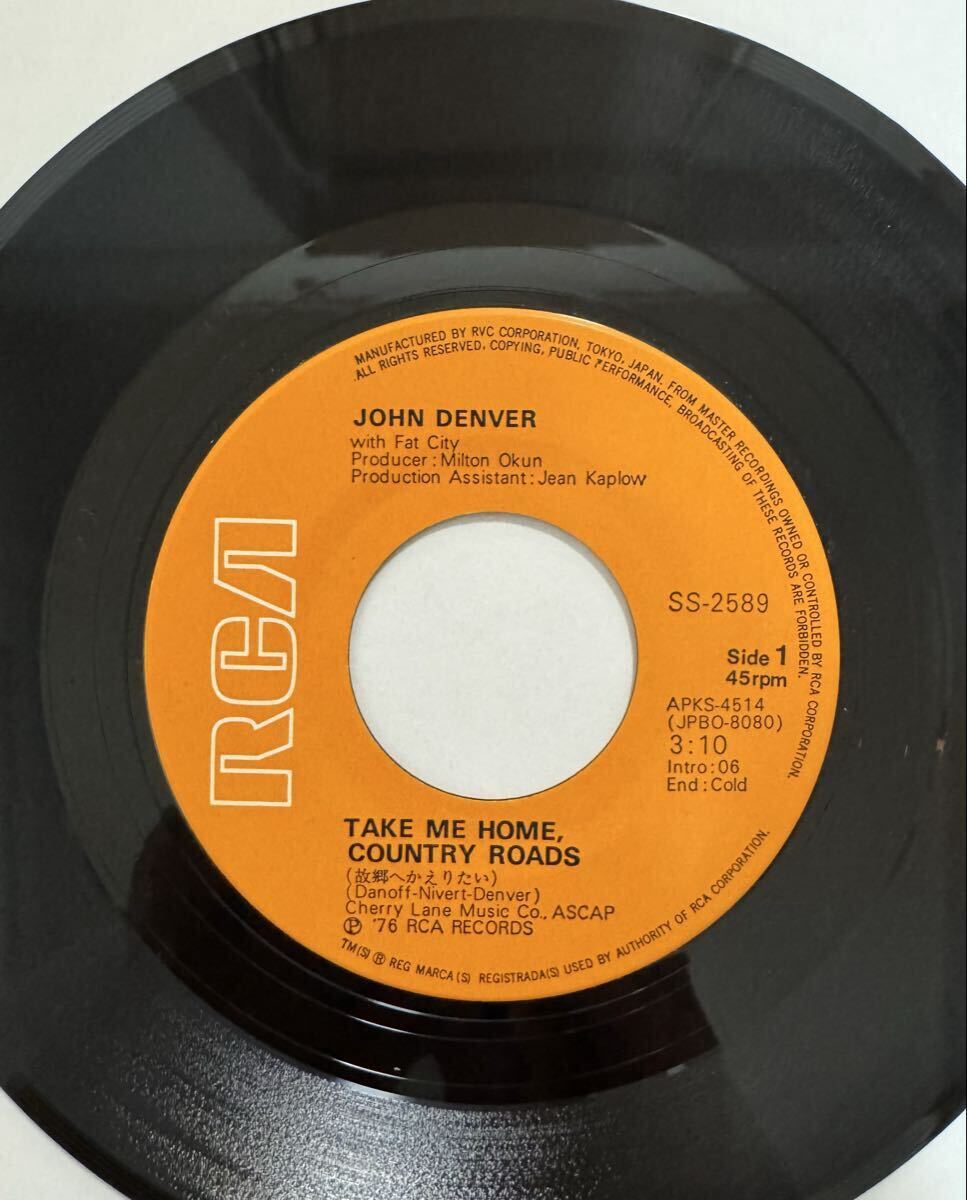 MANUFACTURED BY RVC CORPORATION, TOKYO, JAPAN. FROM MASTER RECORDINGS OWNED OR CONTROLLED BY RCA CORPORATION.
ALL RIGHTS RESERVED, COPYING, PUBLIC PERFORMANCE, BROADCASTING OF THESE RECORDS ARE FORBIDDEN.
JOHN DENVER
with Fat City
Producer : Milton Okun
Production Assistant : Jean Kaplow
RCA
SS-2589
Side 1
45rpm
APKS-4514
(JPBO-8080)
3:10
Intro : 06
End : Cold
TAKE ME HOME,
COUNTRY ROADS
(故郷へかえりたい)
(Danoff-Nivert-Denver)
Cherry Lane Music Co., ASCAP
Ⓟ '76 RCA RECORDS
TM(S) ® REG MARCA(S) REGISTRADA(S) USED BY AUTHORITY OF RCA CORPORATION.